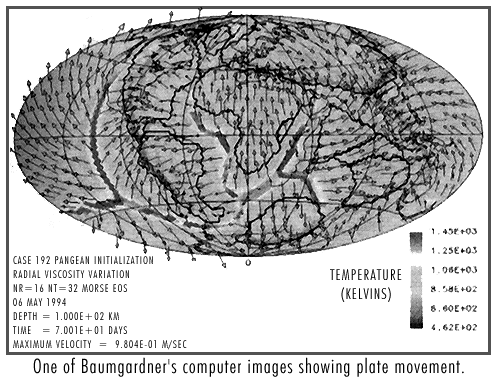 0
CASE 192 PANGEAN INITIALIZATION
RADIAL VISCOSITY VARIATION
NR=16 NT=32 MORSE EOS
06 MAY 1994
DEPTH = 1.000E+02 KM
TIME = 7.001E+01 DAYS
MAXIMUM VELOCITY = 9.804E-01 M/SEC
TEMPERATURE
(KELVINS)
1.45E+03
1.25E+03
1.06E+03
8.58E+02
6.60E+02
4.62E+02
One of Baumgardner's computer images showing plate movement.